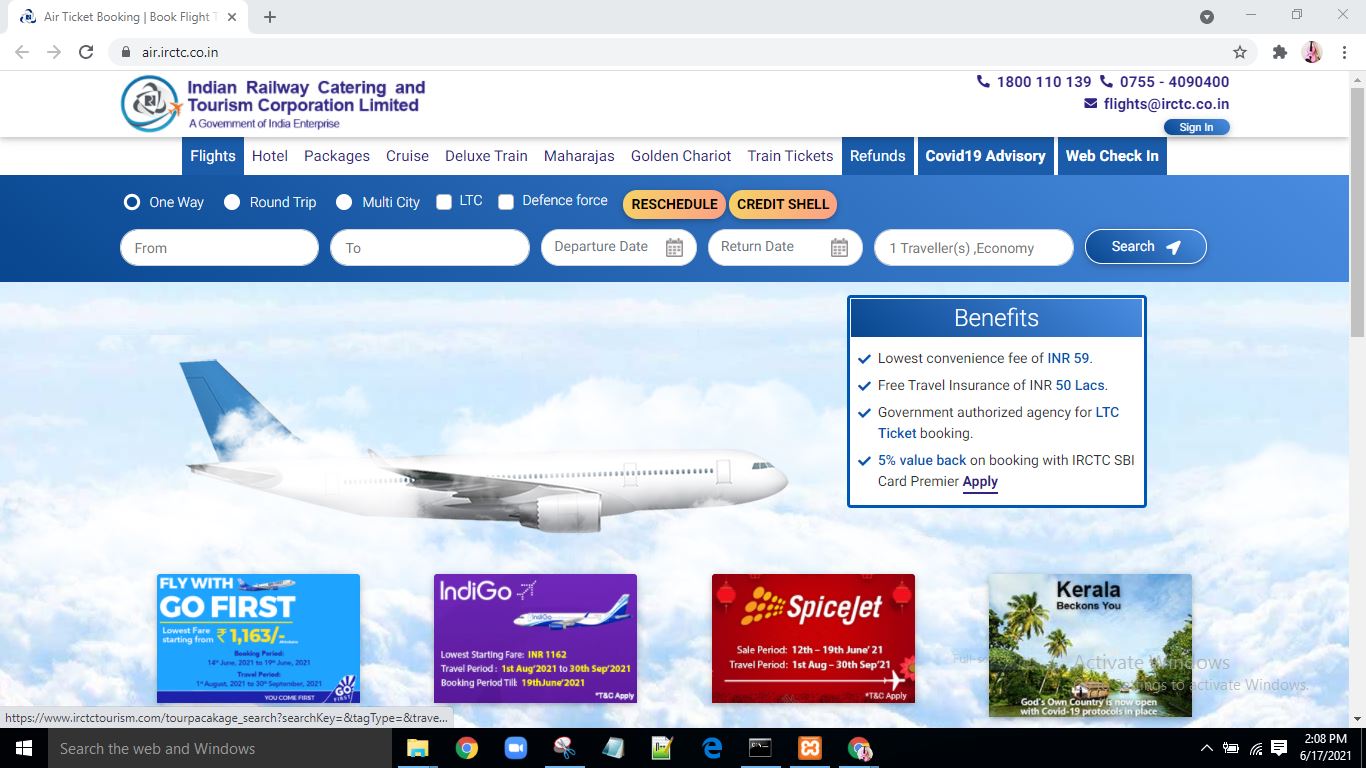 Air Ticket Booking | Book Flight T
air.irctc.co.in
Indian Railway Catering and
Tourism Corporation Limited
A Government of India Enterprise
1800 110 139 0755 - 4090400
flights@irctc.co.in
Sign In
Flights Hotel Packages Cruise Deluxe Train Maharajas Golden Chariot Train Tickets Refunds Covid19 Advisory Web Check In
One Way Round Trip Multi City LTC Defence force RESCHEDULE CREDIT SHELL
From To Departure Date Return Date 1 Traveller(s) ,Economy Search
Benefits
Lowest convenience fee of INR 59.
Free Travel Insurance of INR 50 Lacs.
Government authorized agency for LTC
Ticket booking.
5% value back on booking with IRCTC SBI
Card Premier Apply
FLY WITH
GO FIRST
Lowest Fare
starting from ₹ 1,163/-
Booking Period:
14th June, 2021 to 19th June, 2021
Travel Period:
1st August, 2021 to 30th September, 2021
YOU COME FIRST
GO FIRST
IndiGo
IndiGo
Lowest Starting Fare: INR 1162
Travel Period : 1st Aug'2021 to 30th Sep'2021
Booking Period Till: 19thJune'2021
*T&C Apply
SpiceJet
Sale Period: 12th – 19th June' 21
Travel Period: 1st Aug – 30th Sep'21
*T&C Apply
Kerala
Beckons You
God's Own Country is now open
with Covid-19 protocols in place
Activate Windows
ettings to activate Windows.
https://www.irctctourism.com/tourpacakage_search?searchKey=&tagType=&trave...
Search the web and Windows
2:08 PM
6/17/2021